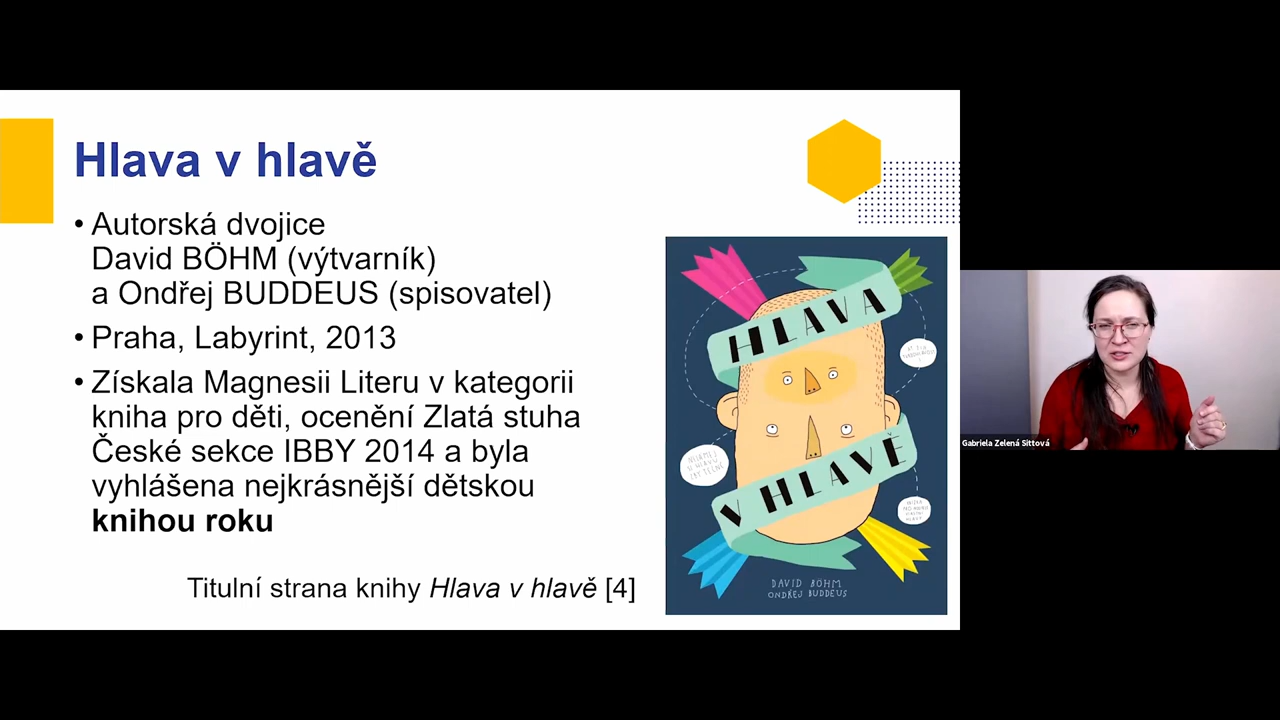 Hlava v hlavě
• Autorská dvojice
David BÖHM (výtvarník)
a Ondřej BUDDEUS (spisovatel)
• Praha, Labyrint, 2013
• Získala Magnesii Literu v kategorii
kniha pro děti, ocenění Zlatá stuha
České sekce IBBY 2014 a byla
vyhlášena nejkrásnější dětskou
knihou roku
Titulní strana knihy Hlava v hlavě [4]
HLAVA
V HLAVĚ
DAVID BÖHM
ONDŘEJ BUDDEUS
Gabriela Zelená Sittová